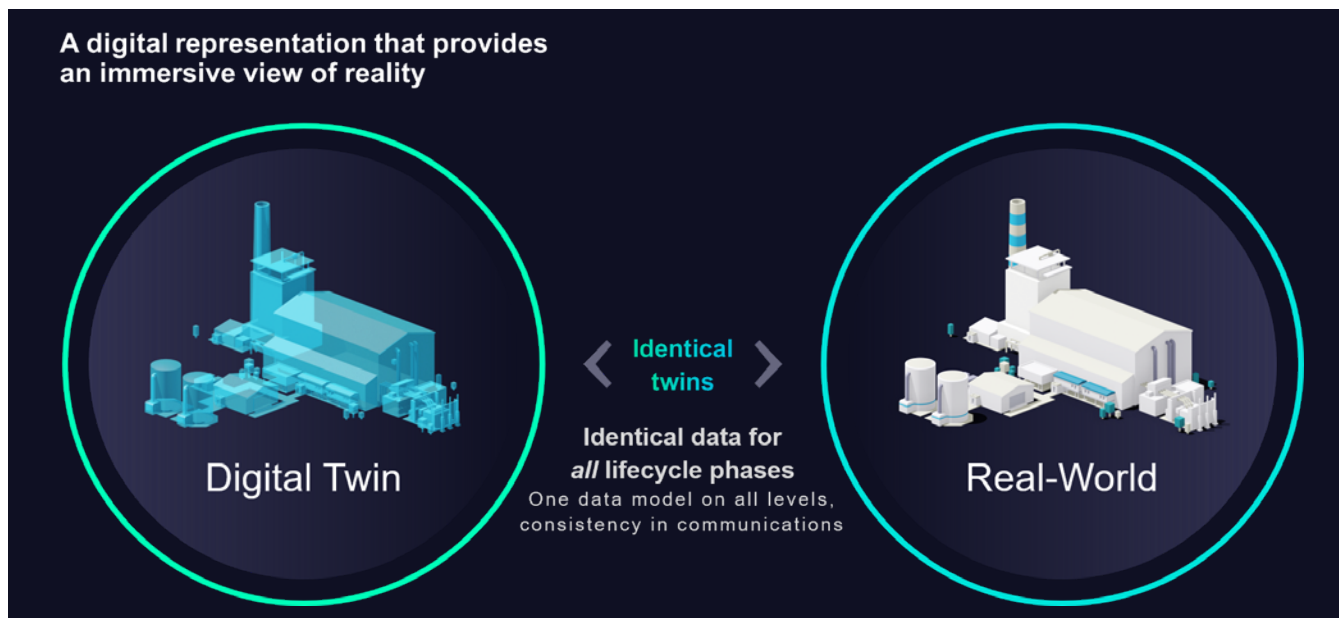 A digital representation that provides
an immersive view of reality
Digital Twin
Identical
twins
Identical data for
all lifecycle phases
One data model on all levels,
consistency in communications
Real-World